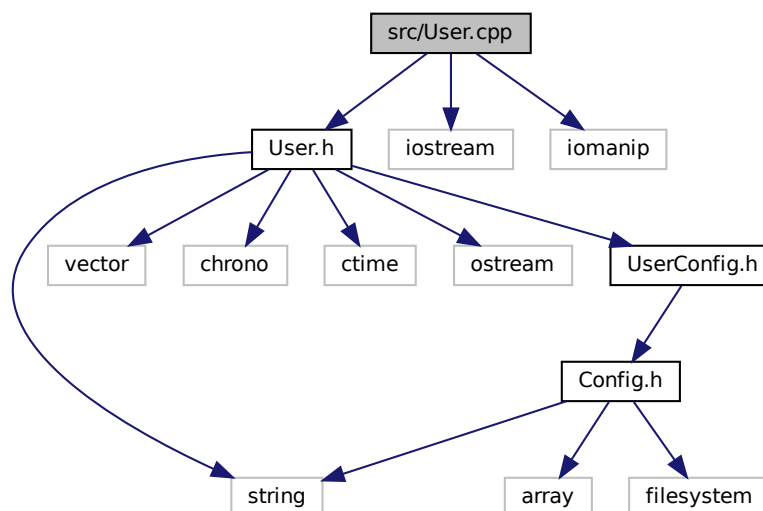 src/User.cpp
User.h
iostream
iomanip
vector
chrono
ctime
ostream
UserConfig.h
Config.h
string
array
filesystem